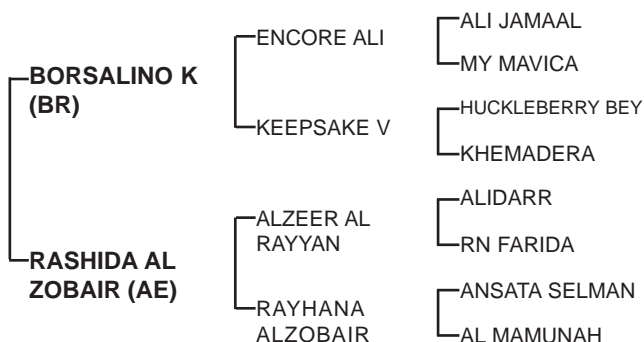 BORSALINO K
(BR)
ENCORE ALI
ALI JAMAAL
MY MAVICA
KEEPSAKE V
HUCKLEBERRY BEY
KHEMADERA
RASHIDA AL
ZOBAIR (AE)
ALZEER AL
RAYYAN
ALIDARR
RN FARIDA
RAYHANA
ALZOBAIR
ANSATA SELMAN
AL MAMUNAH